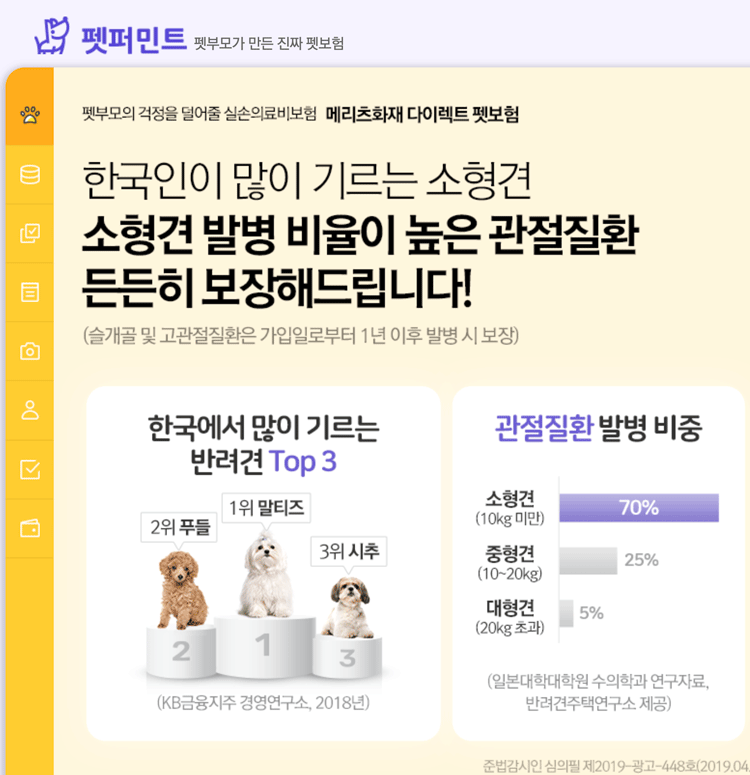 펫퍼민트 펫부모가 만든 진짜 펫보험
펫부모의 걱정을 덜어줄 실손의료비보험 메리츠화재 다이렉트 펫보험
한국인이 많이 기르는 소형견
소형견 발병 비율이 높은 관절질환
든든히 보장해드립니다!
(슬개골 및 고관절질환은 가입일로부터 1년 이후 발병 시 보장)
한국에서 많이 기르는
반려견 Top 3
1위 말티즈
2위 푸들
3위 시추
2
1
3
(KB금융지주 경영연구소, 2018년)
관절질환 발병 비중
소형견
(10kg 미만)
70%
중형견
(10~20kg)
25%
대형견
(20kg 초과)
5%
(일본대학대학원 수의학과 연구자료,
반려견주택연구소 제공)
준법감시인 심의필 제2019-광고-448호(2019.04.